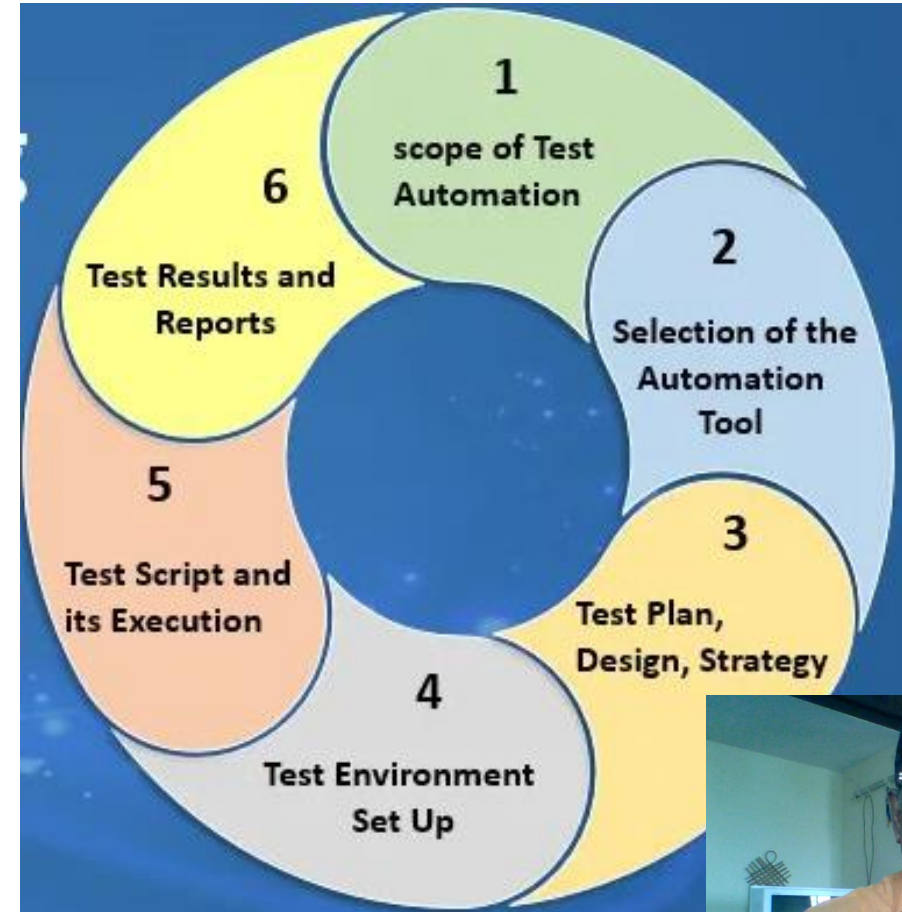 1
scope of Test
Automation
2
Selection of the
Automation
Tool
3
Test Plan,
Design, Strategy
4
Test Environment
Set Up
5
Test Script and
its Execution
6
Test Results and
Reports